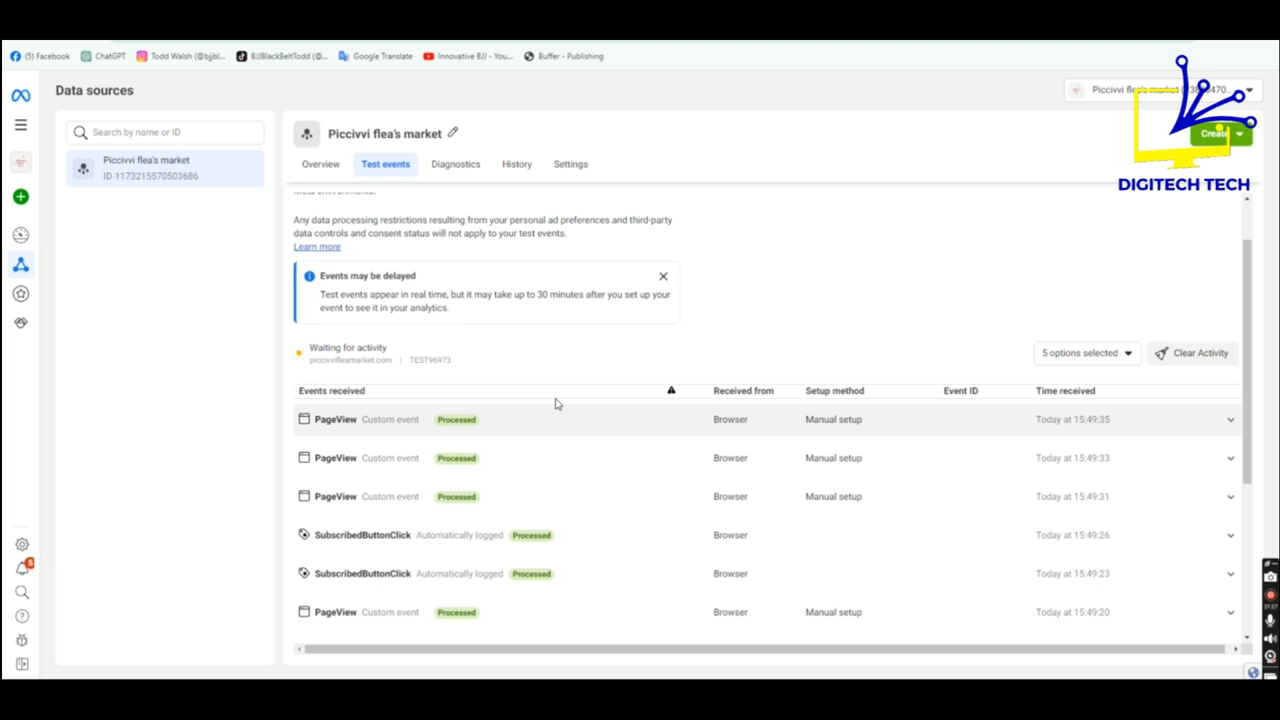 (5) Facebook
ChatGPT
Todd Walsh (@bjjbl...
BJJBlackBeltTodd (@...
Google Translate
Innovative BJJ - You...
Buffer - Publishing
Data sources
Piccivvi flea's market
Search by name or ID
Piccivvi flea's market
ID 1173215570503686
Piccivvi flea's market
Create
DIGITECH TECH
Overview
Test events
Diagnostics
History
Settings
Any data processing restrictions resulting from your personal ad preferences and third-party
data controls and consent status will not apply to your test events.
Learn more
Events may be delayed
Test events appear in real time, but it may take up to 30 minutes after you set up your
event to see it in your analytics.
Waiting for activity
piccivvifleamarket.com | TEST96973
5 options selected
Clear Activity
Events received
Received from
Setup method
Event ID
Time received
PageView Custom event Processed Browser Manual setup Today at 15:49:35
PageView Custom event Processed Browser Manual setup Today at 15:49:33
PageView Custom event Processed Browser Manual setup Today at 15:49:31
SubscribedButtonClick Automatically logged Processed Browser Today at 15:49:26
SubscribedButtonClick Automatically logged Processed Browser Today at 15:49:23
PageView Custom event Processed Browser Manual setup Today at 15:49:20